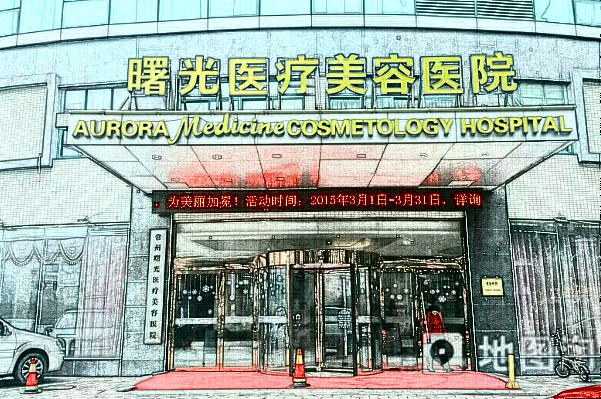 曙光医疗美容医院
AURORA Medicine COSMETOLOGY HOSPITAL
为美丽加冕！活动时间：2015年3月1日-3月31日，详询
常州曙光医疗美容医院
地图